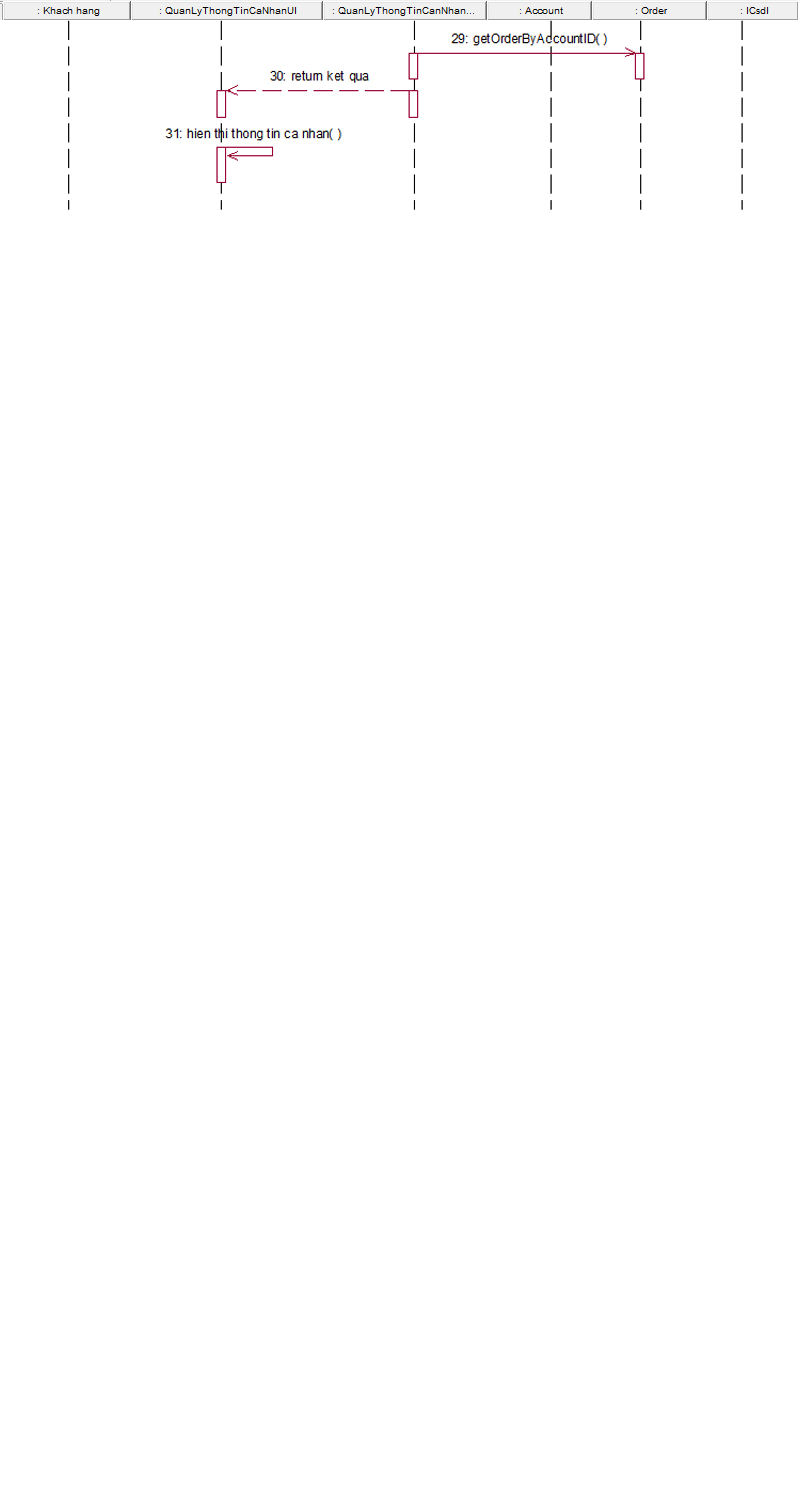 : Khach hang
: QuanLyThongTinCaNhanUI
: QuanLyThongTinCanNhan...
: Account
: Order
: ICsdl
29: getOrderByAccountID( )
30: return ket qua
31: hien thi thong tin ca nhan( )